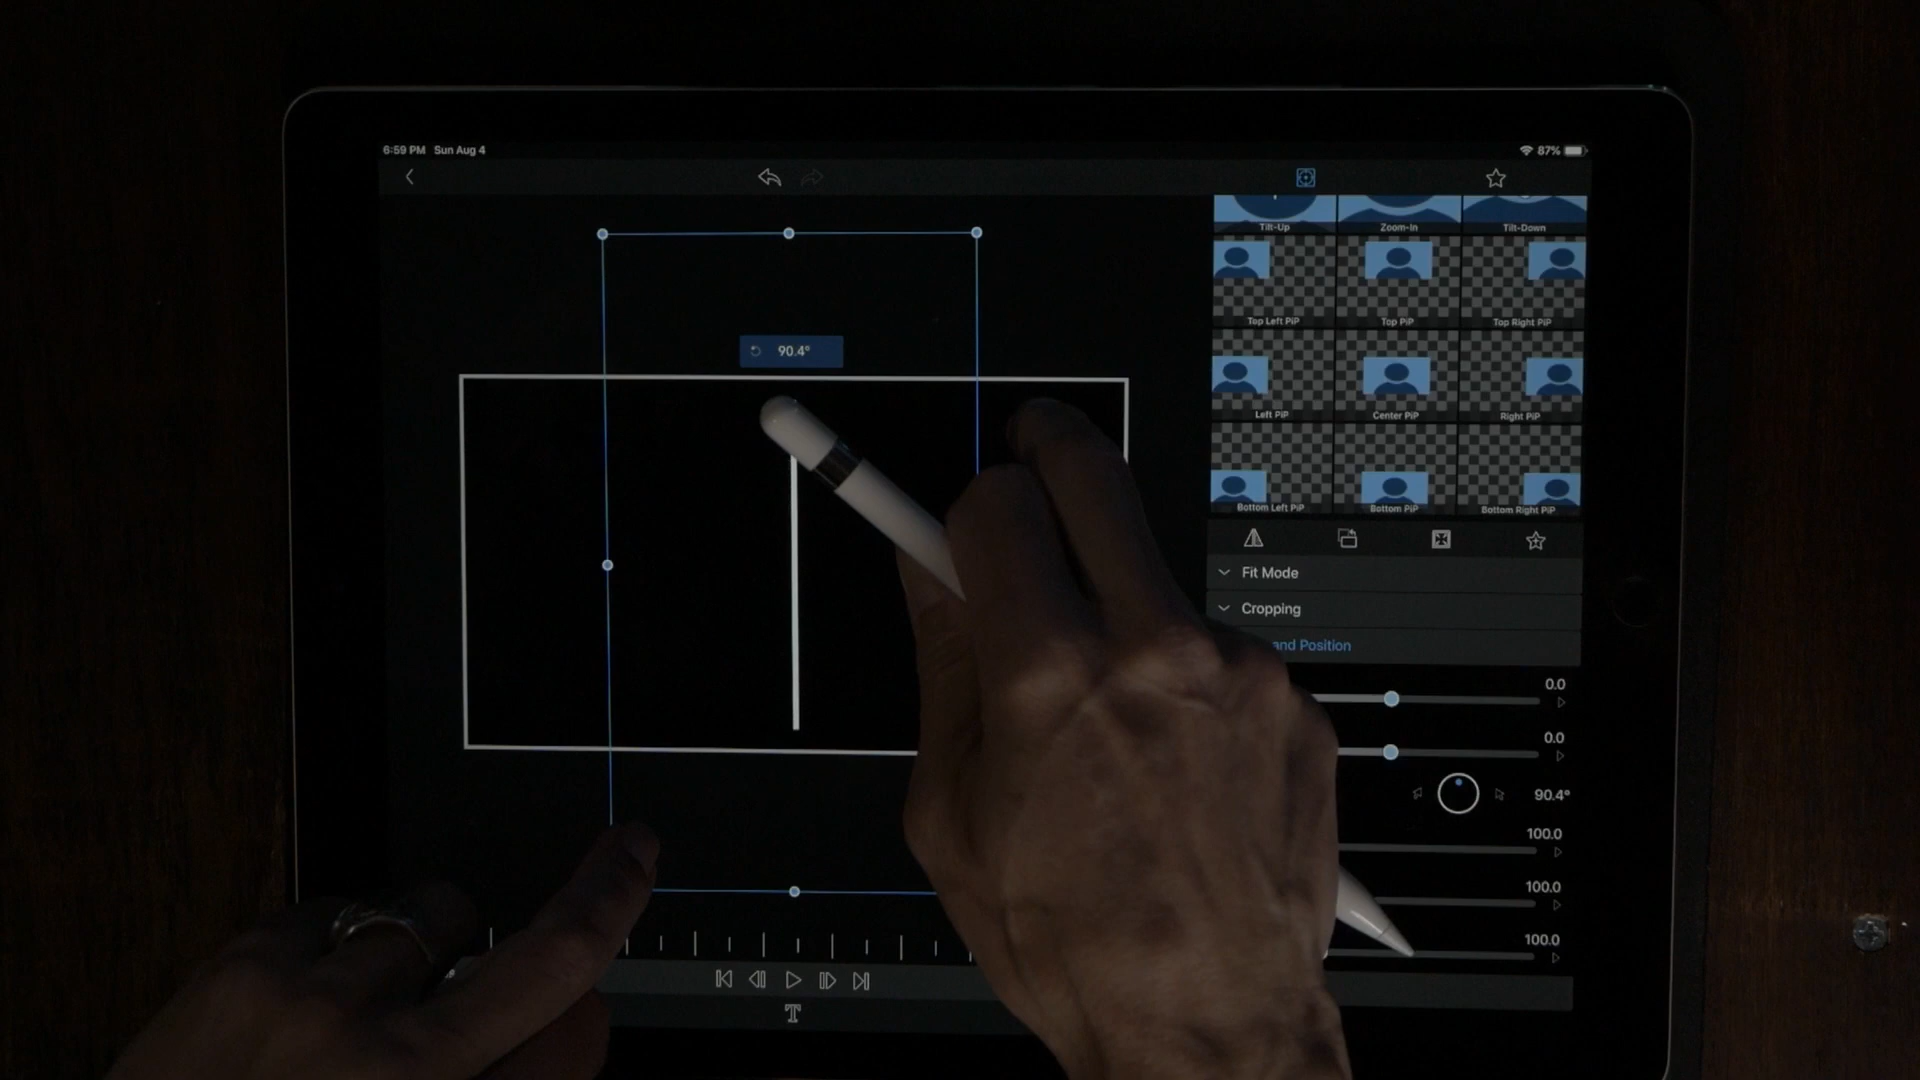 6:59 PM Sun Aug 4
87%
Tilt-Up Zoom-In Tilt-Down
90.4°
Top Left PiP Top PiP Top Right PiP
Left PiP Center PiP Right PiP
Bottom Left PiP Bottom PiP Bottom Right PiP
Fit Mode
Cropping
and Position
0.0
0.0
90.4°
100.0
100.0
100.0
T